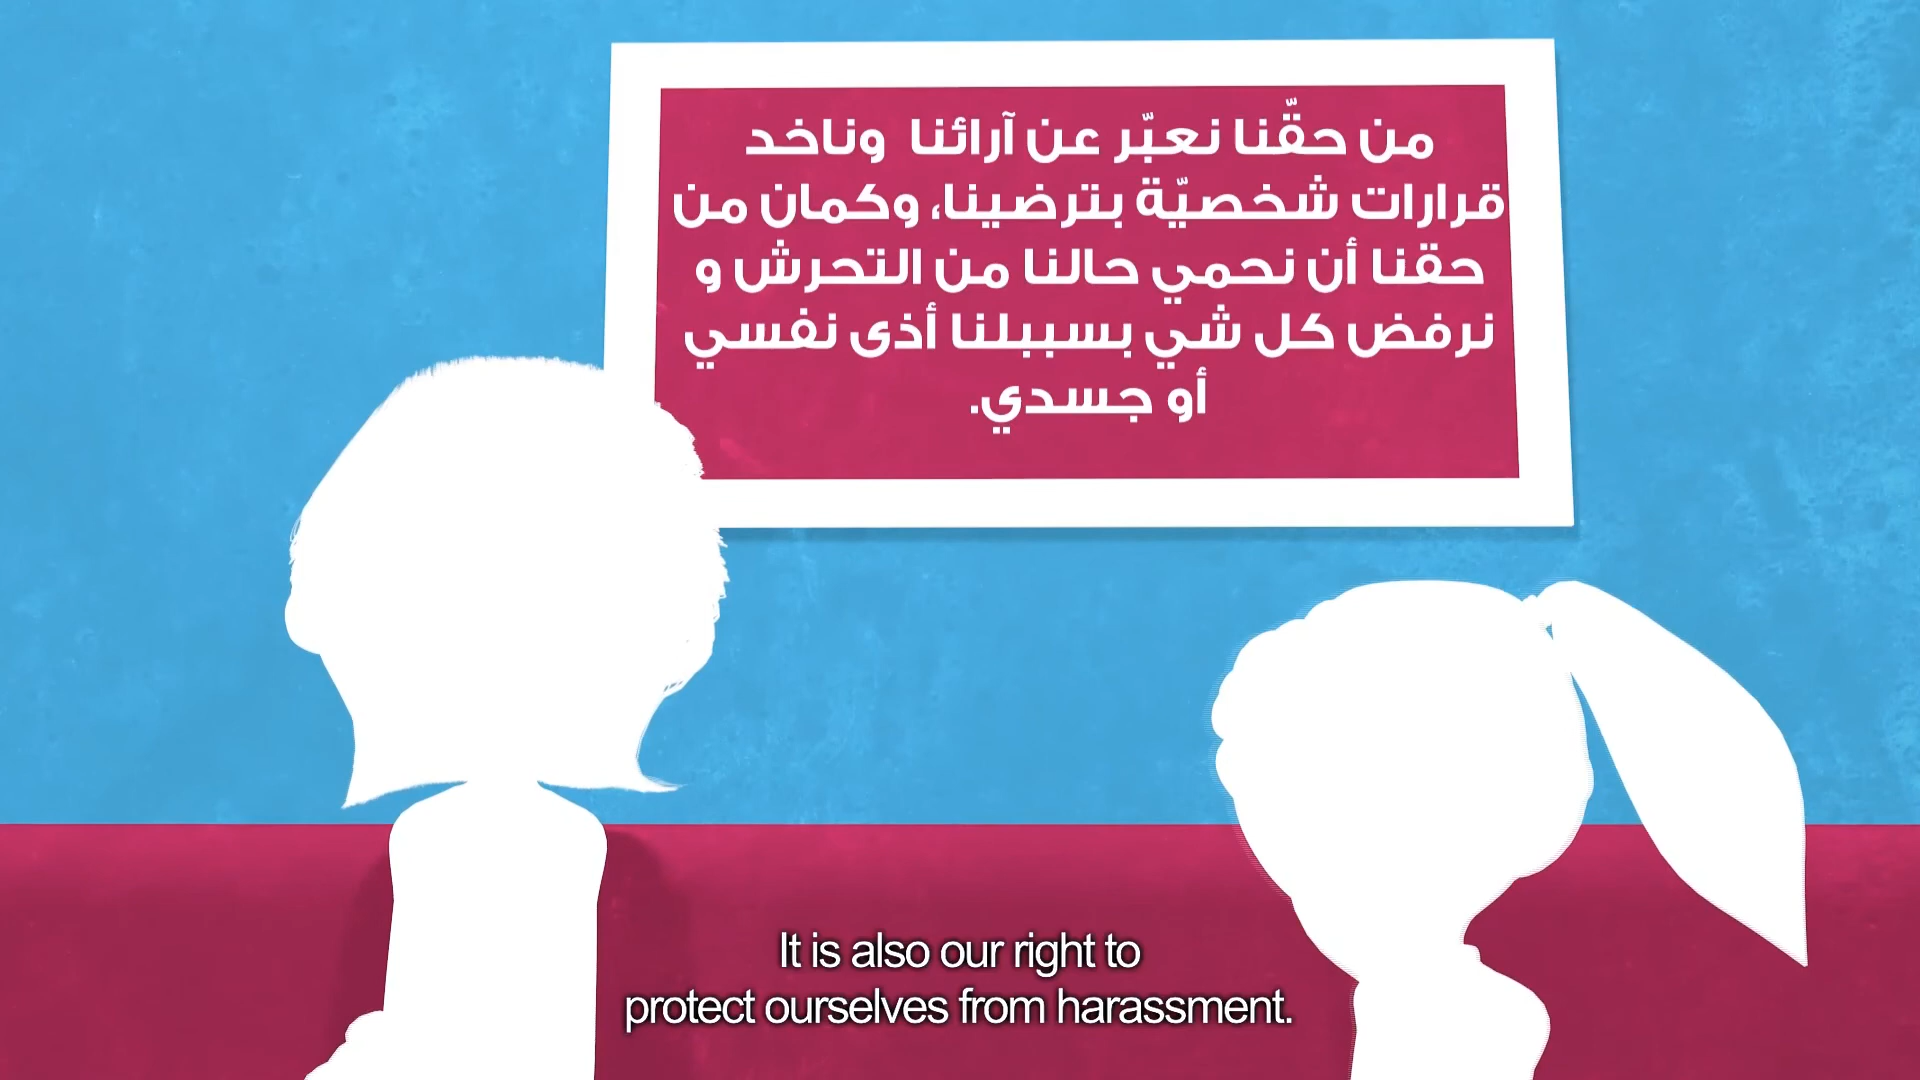 من حقّنا نعبّر عن آرائنا وناخد
قرارات شخصيّة بترضينا، وكمان من
حقنا أن نحمي حالنا من التحرش و
نرفض كل شي بسببلنا أذى نفسي
أو جسدي.
It is also our right to
protect ourselves from harassment.